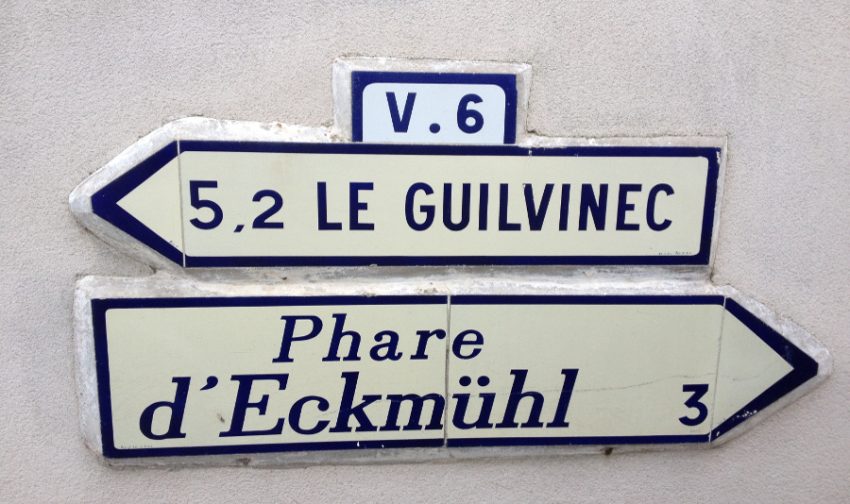 V.6
5,2 LE GUILVINEC
Phare
d'Eckmühl 3